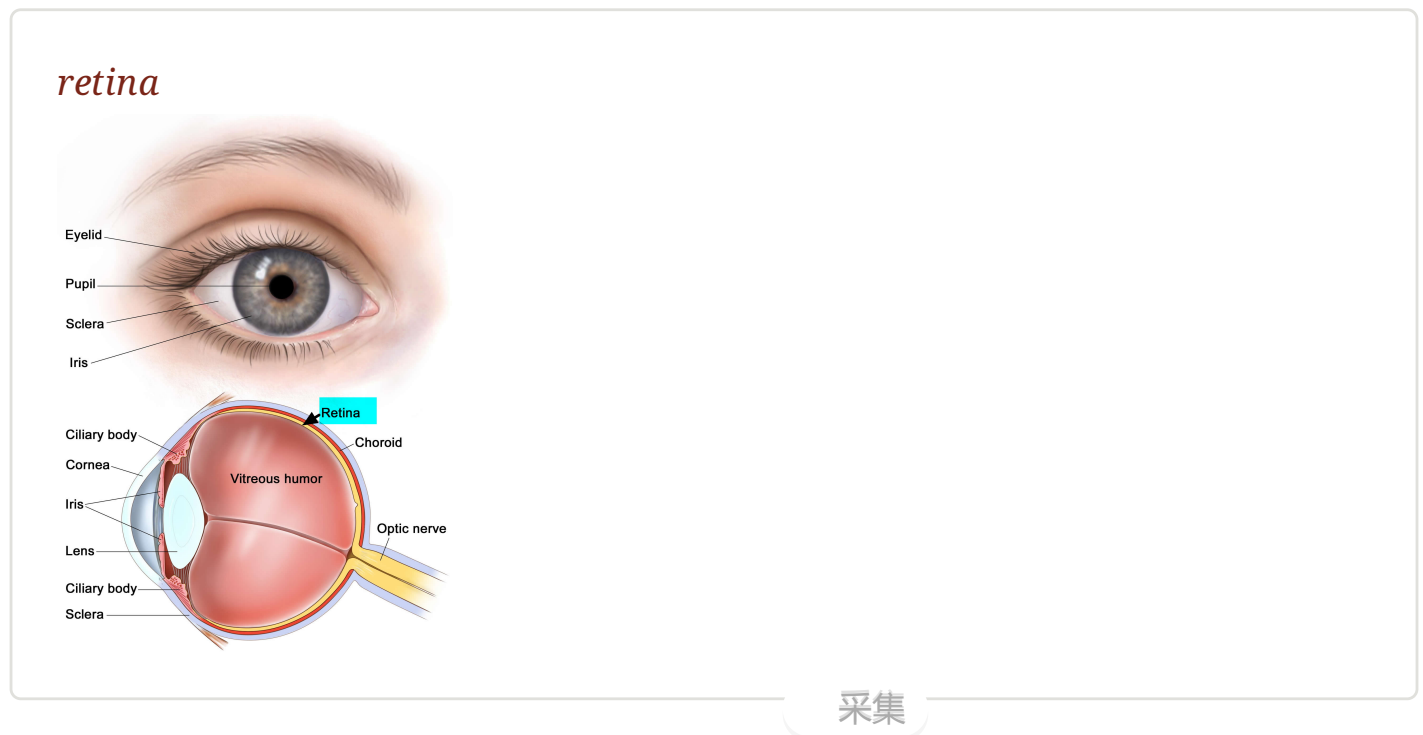 retina
Eyelid
Pupil
Sclera
Iris
Retina
Ciliary body
Choroid
Cornea
Vitreous humor
Iris
Optic nerve
Lens
Ciliary body
Sclera
采集